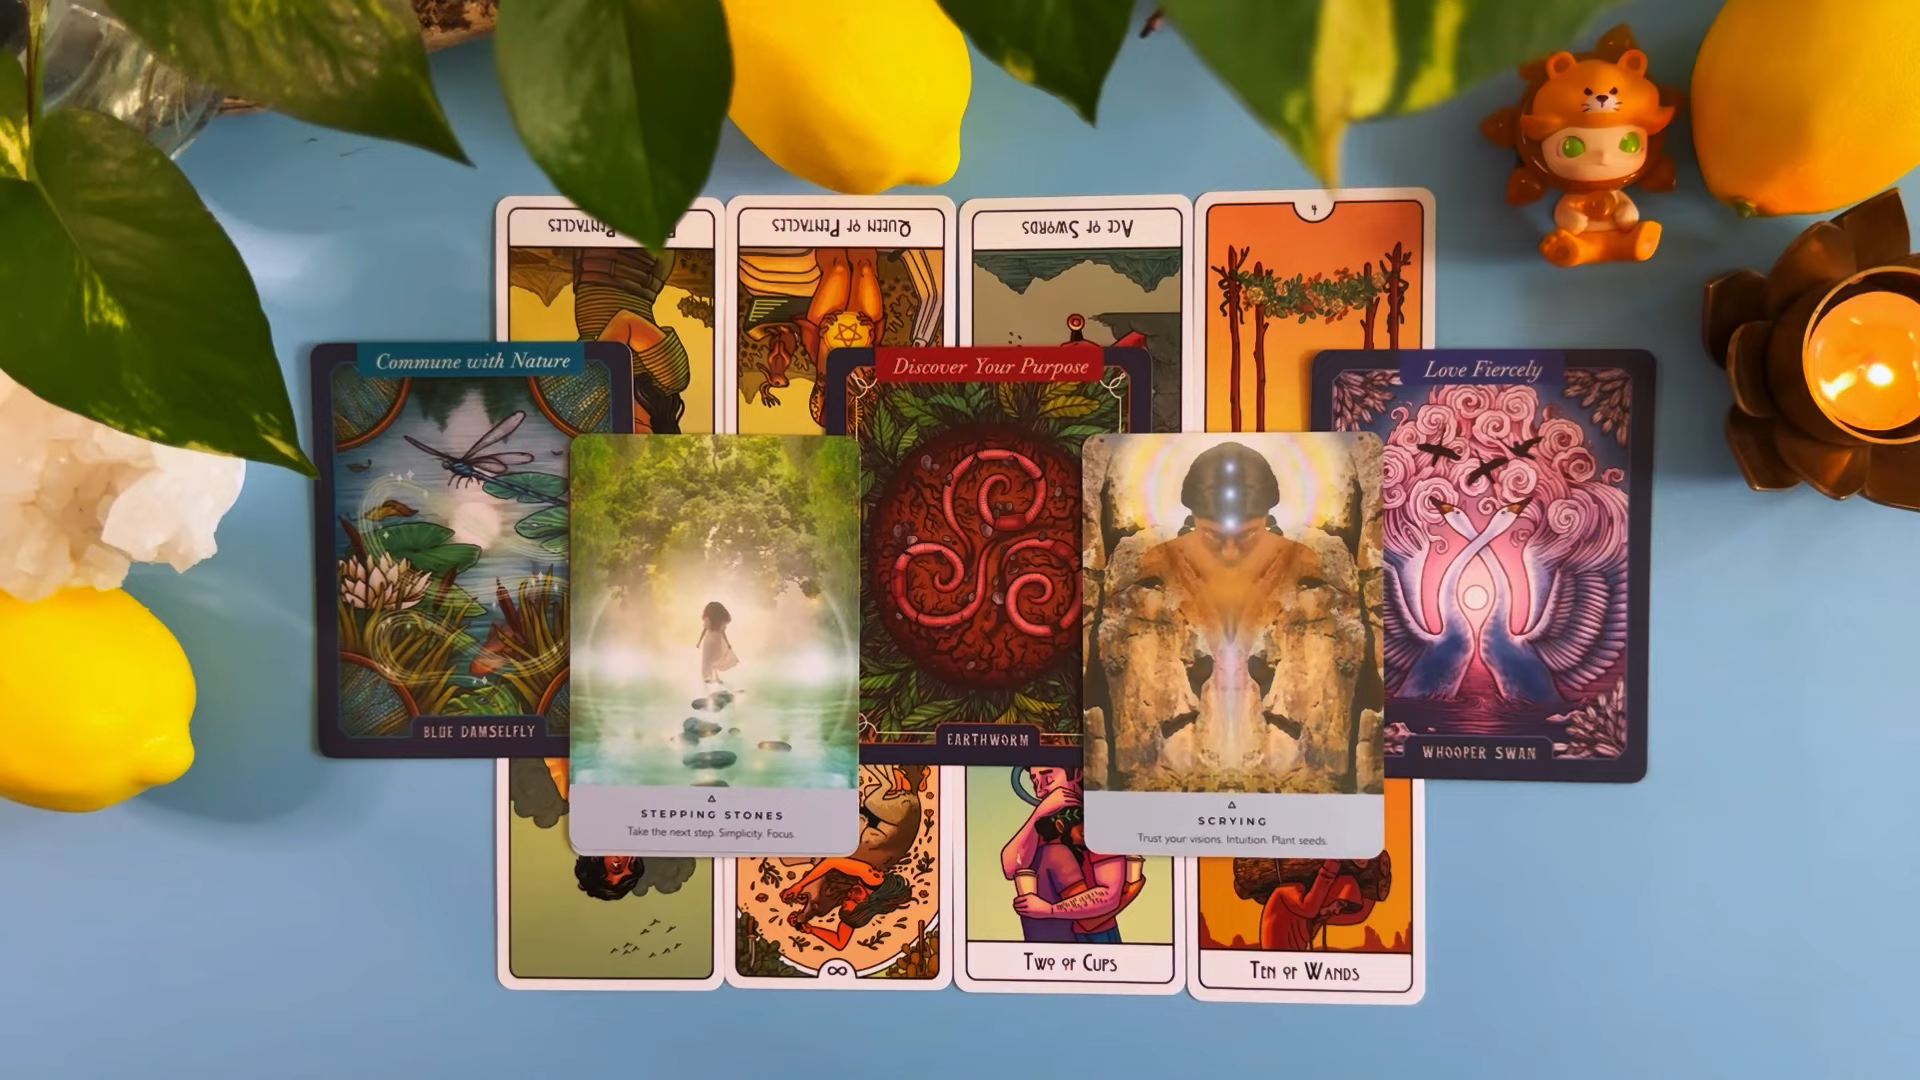 PENTACLES
QUEEN OF PENTACLES
ACE OF SWORDS
4
Commune with Nature
Discover Your Purpose
Love Fiercely
BLUE DAMSELFLY
EARTHWORM
WHOOPER SWAN
STEPPING STONES
Take the next step. Simplicity. Focus.
SCRYING
Trust your visions. Intuition. Plant seeds.
TWO OF CUPS
TEN OF WANDS
∞